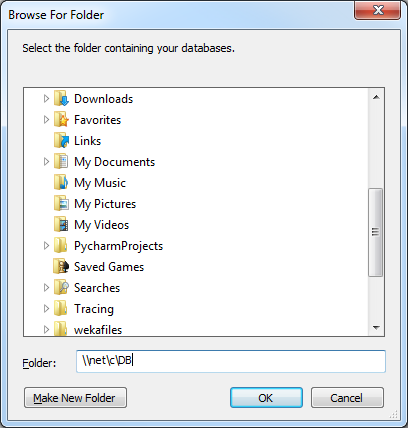 Browse For Folder
Select the folder containing your databases.
Downloads
Favorites
Links
My Documents
My Music
My Pictures
My Videos
PycharmProjects
Saved Games
Searches
Tracing
wekafiles
Folder: \\net\c\DB
Make New Folder OK Cancel